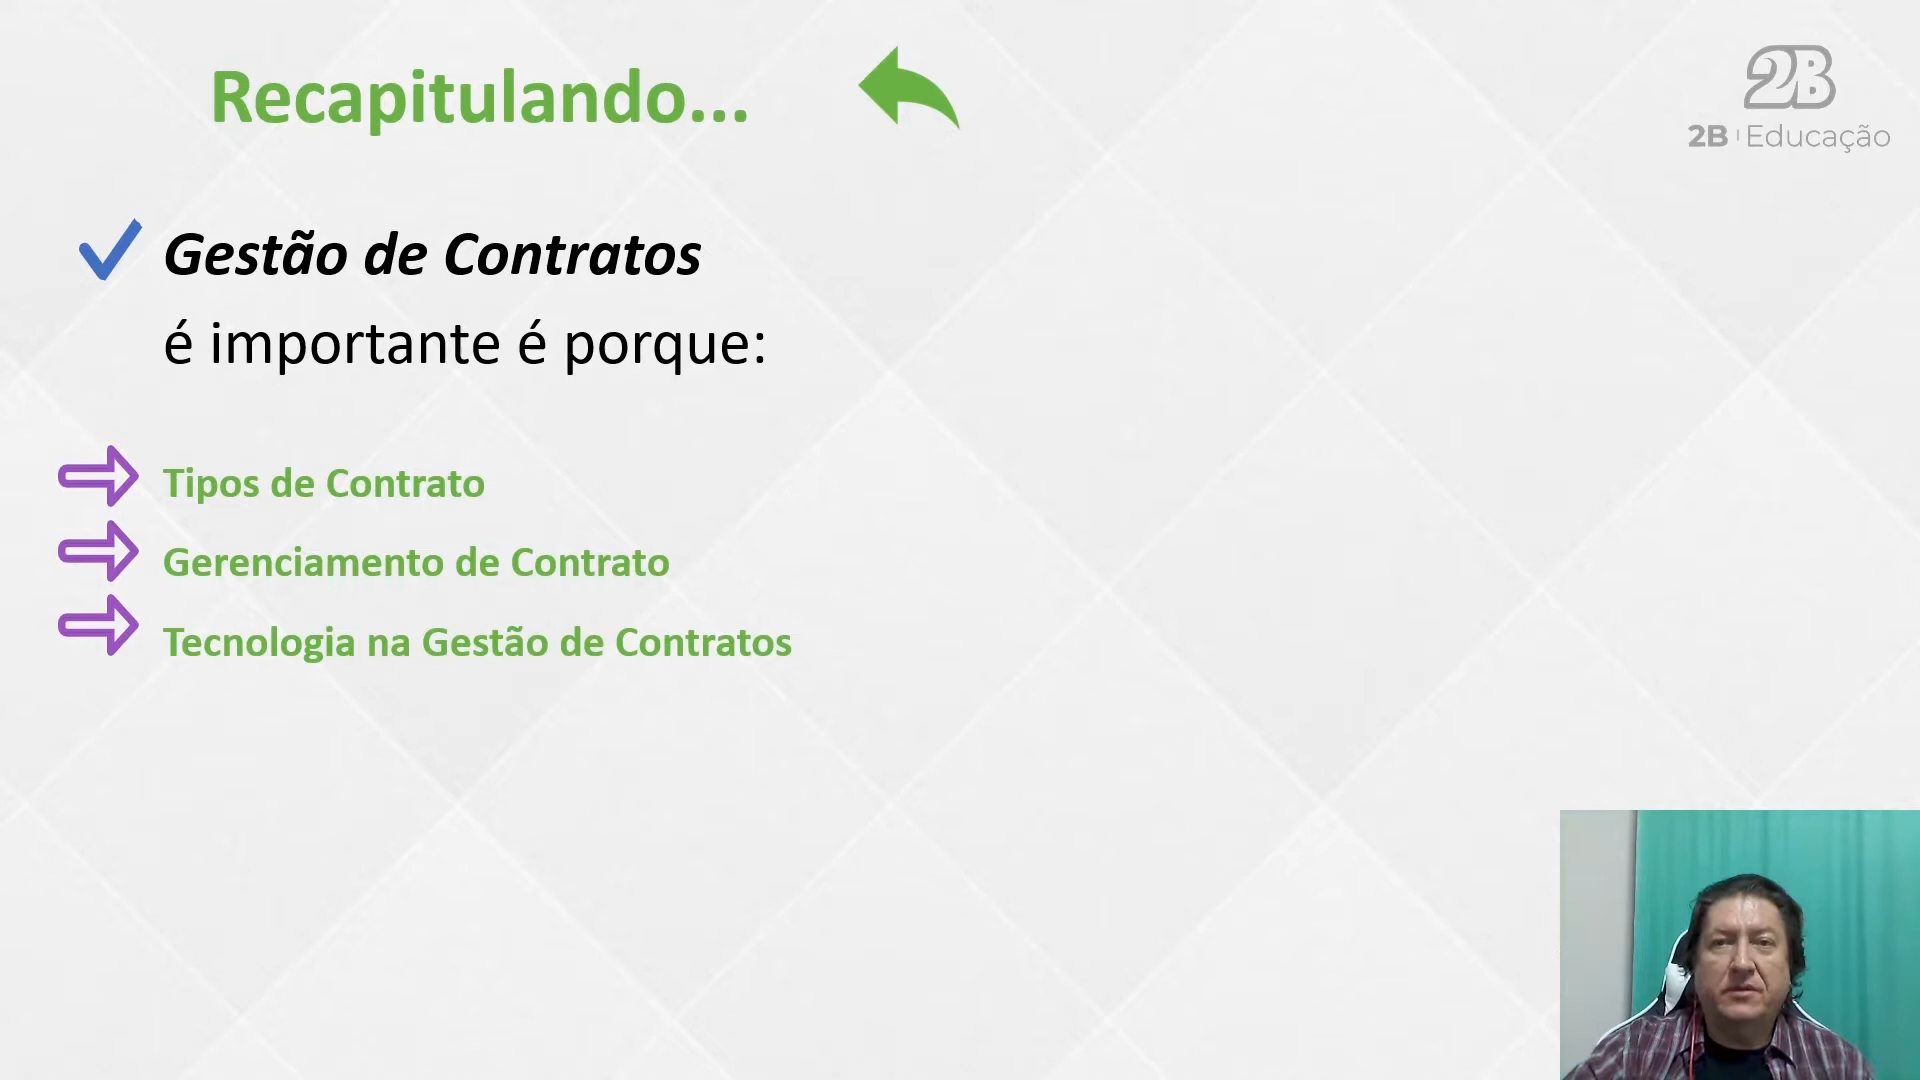 Recapitulando...
2B
2B | Educação
Gestão de Contratos
é importante é porque:
Tipos de Contrato
Gerenciamento de Contrato
Tecnologia na Gestão de Contratos